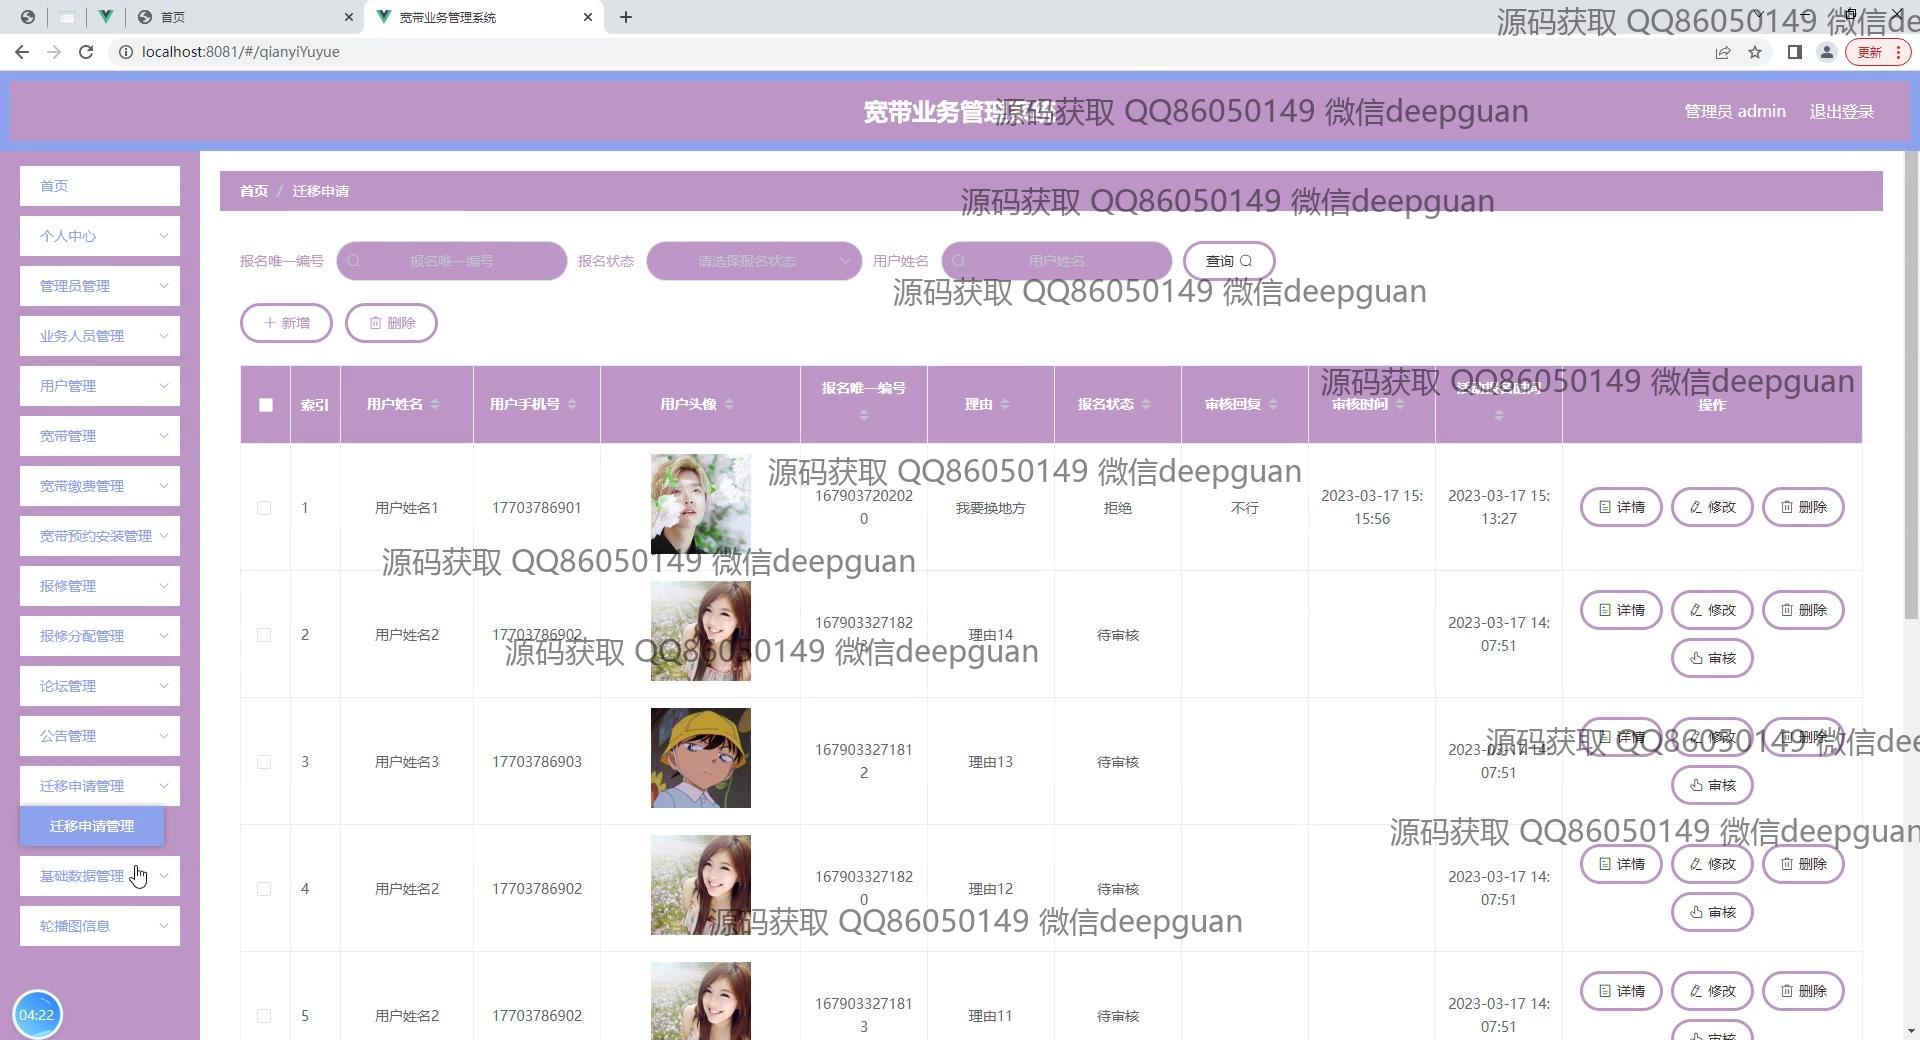 首页
宽带业务管理系统
源码获取 QQ86050149 微信de
localhost:8081/#/qianyiYuyue
更新
宽带业务管理系统
源码获取 QQ86050149 微信deepguan
管理员 admin
退出登录
首页
个人中心
管理员管理
业务人员管理
用户管理
宽带管理
宽带缴费管理
宽带预约安装管理
报修管理
报修分配管理
论坛管理
公告管理
迁移申请管理
迁移申请管理
基础数据管理
轮播图信息
04:22
首页 / 迁移申请
源码获取 QQ86050149 微信deepguan
报名唯一编号 报名唯一编号 报名状态 请选择报名状态 用户姓名 用户姓名 查询
源码获取 QQ86050149 微信deepguan
新增 删除
源码获取 QQ86050149 微信deepguan
索引 用户姓名 用户手机号 用户头像 报名唯一编号 理由 报名状态 审核回复 审核时间 活动报名时间 操作
源码获取 QQ86050149 微信deepguan
1 用户姓名1 17703786901 167903720202 我要换地方 拒绝 不行 2023-03-17 15: 2023-03-17 15: 详情 修改 删除
0 15:56 13:27
源码获取 QQ86050149 微信deepguan
2 用户姓名2 17703786902 167903327182 理由14 待审核 2023-03-17 14: 详情 修改 删除
07:51
审核
源码获取 QQ86050149 微信deepguan
3 用户姓名3 17703786903 167903327181 理由13 待审核 2023-03-17 14: 详情 修改 删除
2 07:51
审核
源码获取 QQ86050149 微信dee
源码获取 QQ86050149 微信deepguan
4 用户姓名2 17703786902 167903327182 理由12 待审核 2023-03-17 14: 详情 修改 删除
0 07:51
审核
源码获取 QQ86050149 微信deepguan
5 用户姓名2 17703786902 167903327181 理由11 待审核 2023-03-17 14: 详情 修改 删除
3 07:51
审核